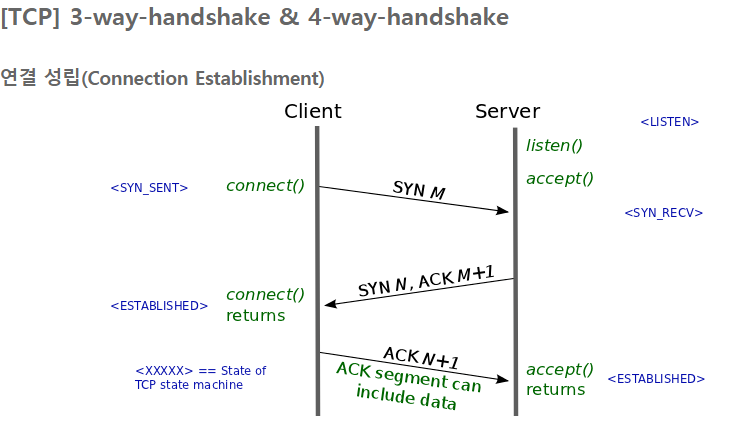 [TCP] 3-way-handshake & 4-way-handshake
연결 성립(Connection Establishment)
Client
Server
<LISTEN>
listen()
accept()
<SYN_SENT>
connect()
SYN M
<SYN_RECV>
SYN N, ACK M+1
<ESTABLISHED>
connect()
returns
ACK N+1
<XXXXX> == State of
TCP state machine
ACK segment can
include data
accept()
returns
<ESTABLISHED>